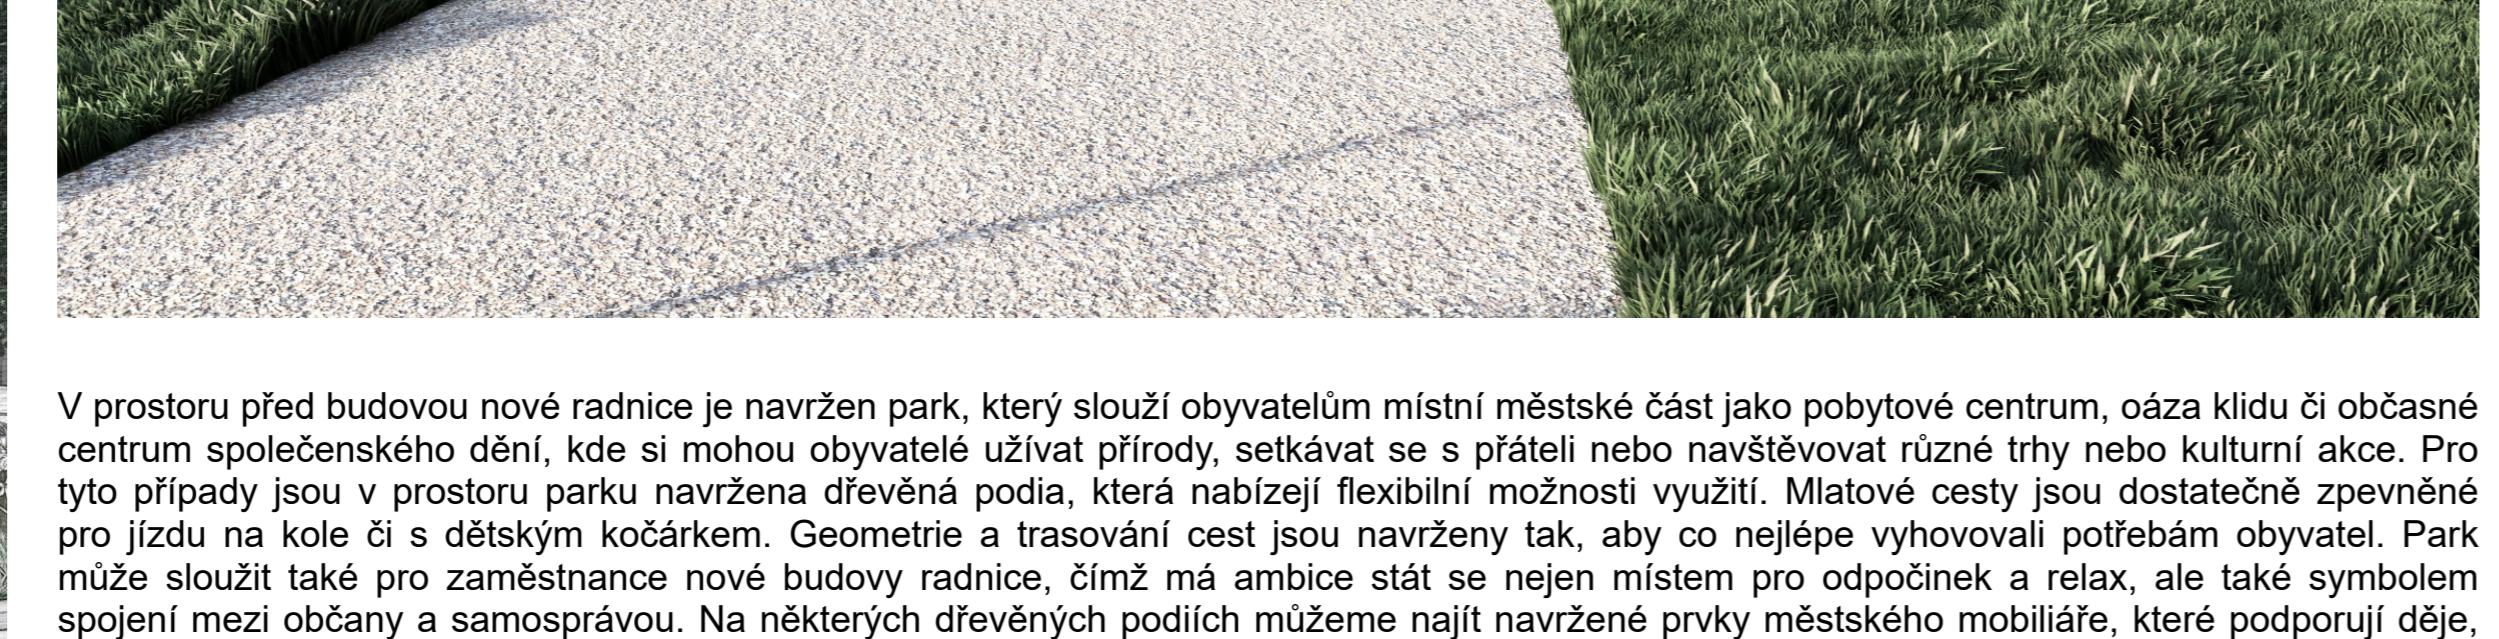 V prostoru před budovou nové radnice je navržen park, který slouží obyvatelům místní městské část jako pobytové centrum, oáza klidu či občasné
centrum společenského dění, kde si mohou obyvatelé užívat přírody, setkávat se s přáteli nebo navštěvovat různé trhy nebo kulturní akce. Pro
tyto případy jsou v prostoru parku navržena dřevěná podia, která nabízejí flexibilní možnosti využití. Mlatové cesty jsou dostatečně zpevněné
pro jízdu na kole či s dětským kočárkem. Geometrie a trasování cest jsou navrženy tak, aby co nejlépe vyhovovali potřebám obyvatel. Park
může sloužit také pro zaměstnance nové budovy radnice, čímž má ambice stát se nejen místem pro odpočinek a relax, ale také symbolem
spojení mezi občany a samosprávou. Na některých dřevěných podiích můžeme najít navržené prvky městského mobiliáře, které podporují děje,